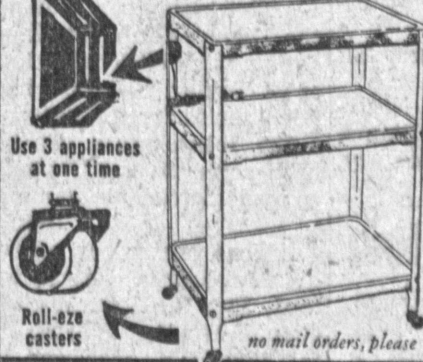 Use 3 appliances
at one time
Roll-eze
casters
no mail orders, please